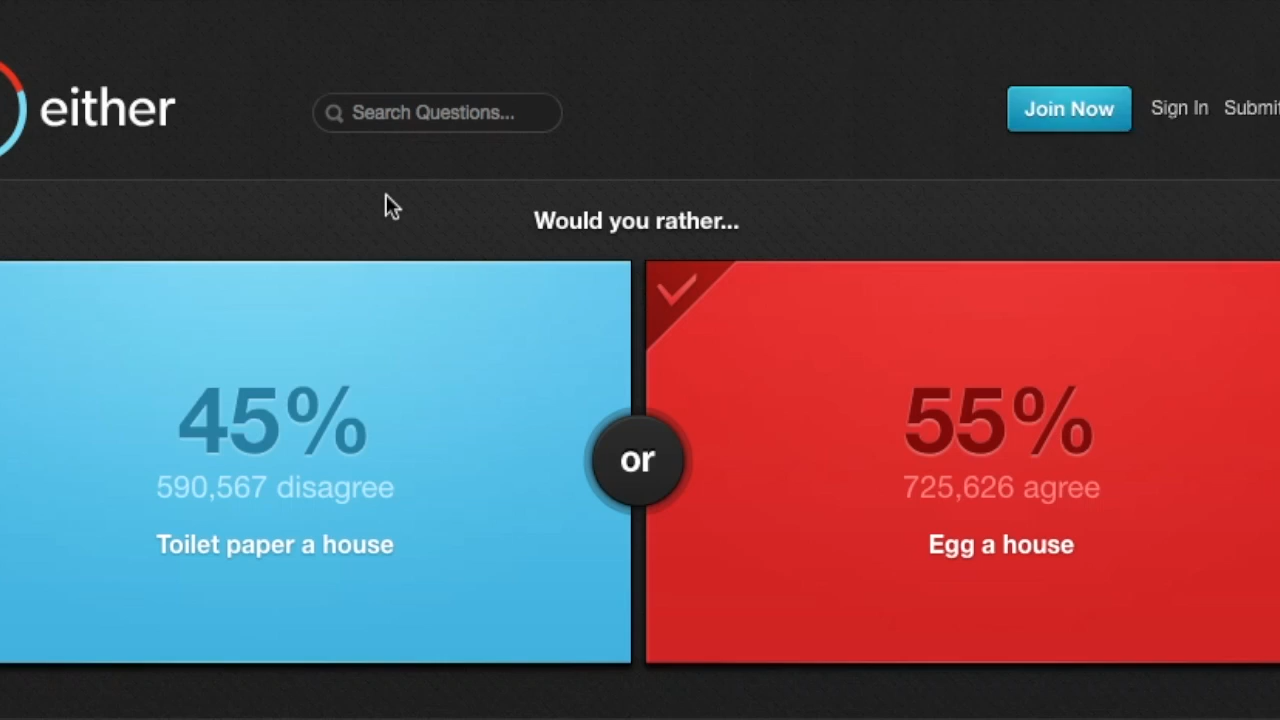 either
Search Questions...
Join Now
Sign In
Submit
Would you rather...
45%
590,567 disagree
Toilet paper a house
or
55%
725,626 agree
Egg a house